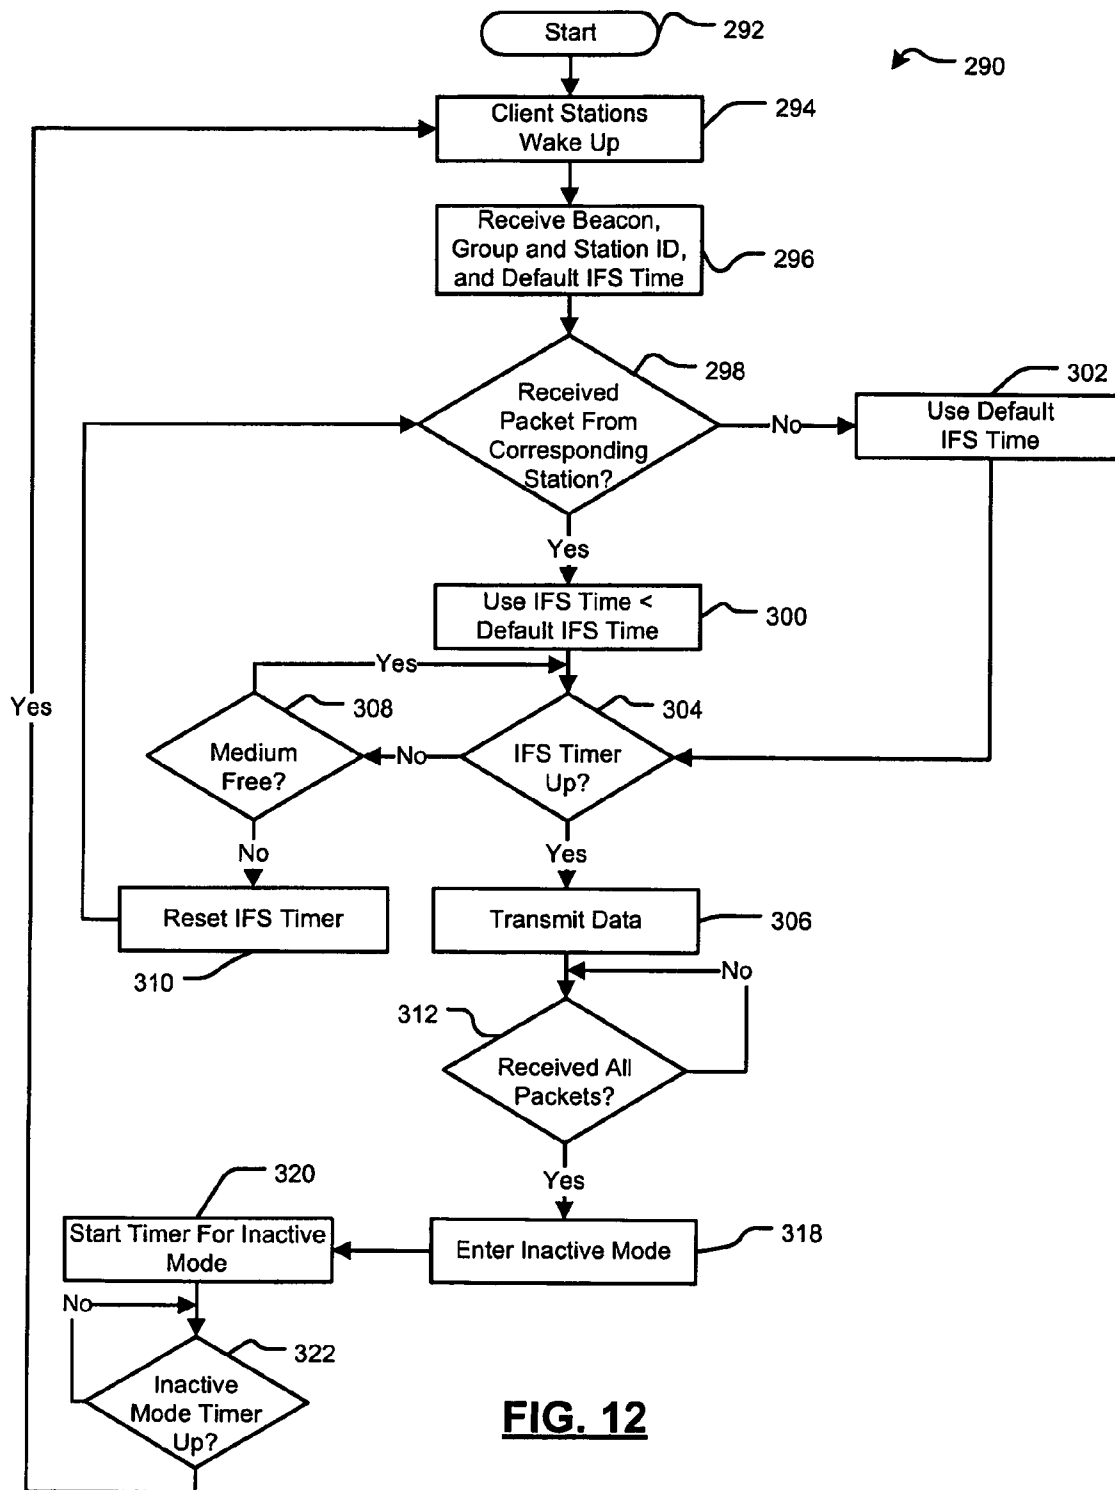 Start
292
290
Client Stations
Wake Up
294
Receive Beacon,
Group and Station ID,
and Default IFS Time
296
298
Received
Packet From
Corresponding
Station?
No
302
Use Default
IFS Time
Yes
Use IFS Time <
Default IFS Time
300
Yes
308
304
Yes
Medium
Free?
No
IFS Timer
Up?
No
Yes
Reset IFS Timer
310
Transmit Data
306
No
312
Received All
Packets?
Yes
320
Start Timer For Inactive
Mode
Enter Inactive Mode
318
No
322
Inactive
Mode Timer
Up?
FIG. 12